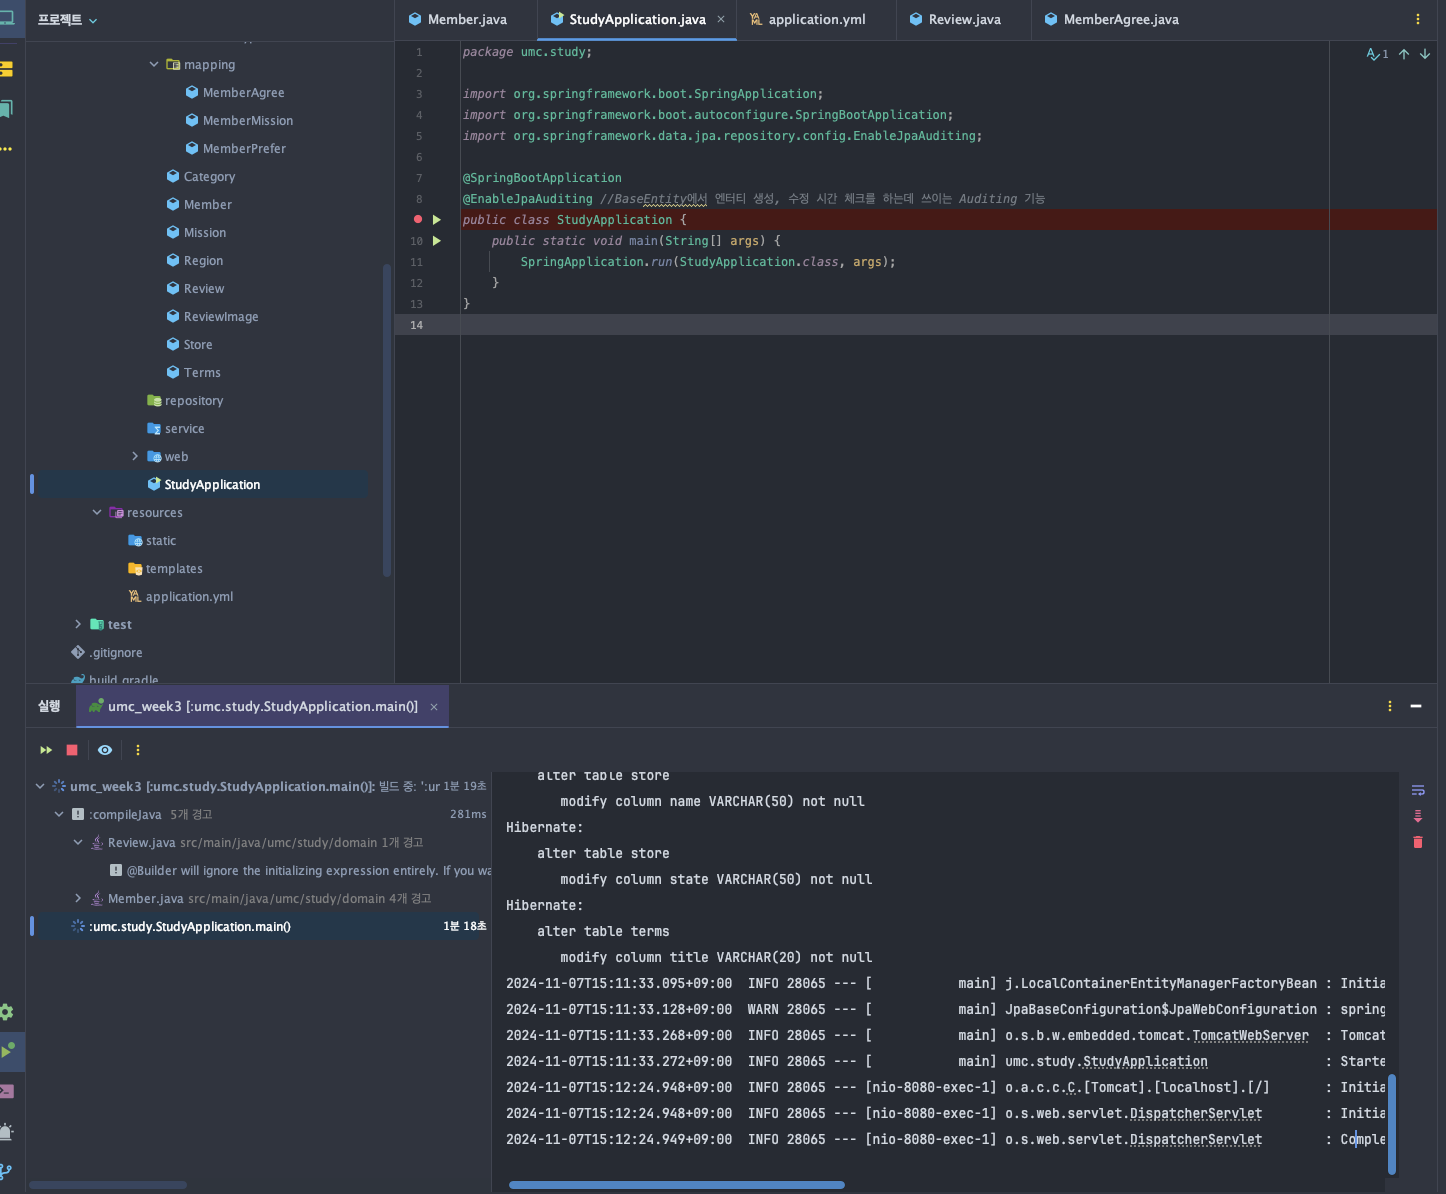 프로젝트
Member.java
StudyApplication.java ×
application.yml
Review.java
MemberAgree.java
mapping
MemberAgree
MemberMission
MemberPrefer
Category
Member
Mission
Region
Review
ReviewImage
Store
Terms
repository
service
web
StudyApplication
resources
static
templates
application.yml
test
.gitignore
build.gradle
1 package umc.study;
2
3 import org.springframework.boot.SpringApplication;
4 import org.springframework.boot.autoconfigure.SpringBootApplication;
5 import org.springframework.data.jpa.repository.config.EnableJpaAuditing;
6
7 @SpringBootApplication
8 @EnableJpaAuditing //BaseEntity에서 엔터티 생성, 수정 시간 체크를 하는데 쓰이는 Auditing 기능
public class StudyApplication {
10 public static void main(String[] args) {
11 SpringApplication.run(StudyApplication.class, args);
12 }
13 }
14
1
실행
umc_week3 [:umc.study.StudyApplication.main()] ×
umc_week3 [:umc.study.StudyApplication.main()]: 빌드 중: ':ur 1분 19초
:compileJava 5개 경고 281ms
Review.java src/main/java/umc/study/domain 1개 경고
@Builder will ignore the initializing expression entirely. If you wa
Member.java src/main/java/umc/study/domain 4개 경고
:umc.study.StudyApplication.main() 1분 18초
alter table store
modify column name VARCHAR(50) not null
Hibernate:
alter table store
modify column state VARCHAR(50) not null
Hibernate:
alter table terms
modify column title VARCHAR(20) not null
2024-11-07T15:11:33.095+09:00 INFO 28065 --- [ main] j.LocalContainerEntityManagerFactoryBean : Initia
2024-11-07T15:11:33.128+09:00 WARN 28065 --- [ main] JpaBaseConfiguration$JpaWebConfiguration : spring
2024-11-07T15:11:33.268+09:00 INFO 28065 --- [ main] o.s.b.w.embedded.tomcat.TomcatWebServer : Tomcat
2024-11-07T15:11:33.272+09:00 INFO 28065 --- [ main] umc.study.StudyApplication : Starte
2024-11-07T15:12:24.948+09:00 INFO 28065 --- [nio-8080-exec-1] o.a.c.c.C.[Tomcat].[localhost].[/] : Initia
2024-11-07T15:12:24.948+09:00 INFO 28065 --- [nio-8080-exec-1] o.s.web.servlet.DispatcherServlet : Initia
2024-11-07T15:12:24.949+09:00 INFO 28065 --- [nio-8080-exec-1] o.s.web.servlet.DispatcherServlet : Comple